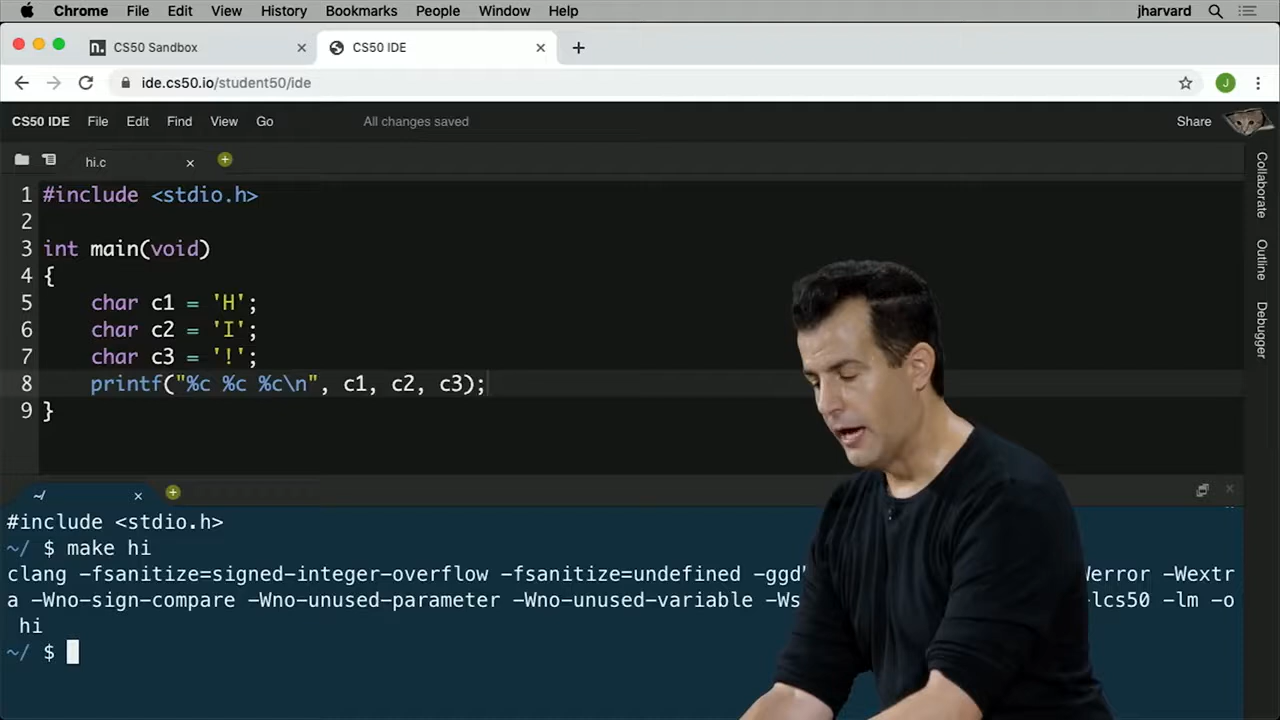 Chrome File Edit View History Bookmarks People Window Help jharvard
CS50 Sandbox CS50 IDE
ide.cs50.io/student50/ide J
CS50 IDE File Edit Find View Go All changes saved Share
hi.c
1 #include <stdio.h>
2
3 int main(void)
4 {
5 char c1 = 'H';
6 char c2 = 'I';
7 char c3 = '!';
8 printf("%c %c %c\n", c1, c2, c3);
9 }
Collaborate
Outline
Debugger
~/
#include <stdio.h>
~/ $ make hi
clang -fsanitize=signed-integer-overflow -fsanitize=undefined -Wextr
a -Wno-sign-compare -Wno-unused-parameter -Wno-unused-variable -lcs50 -lm -o
hi
~/ $